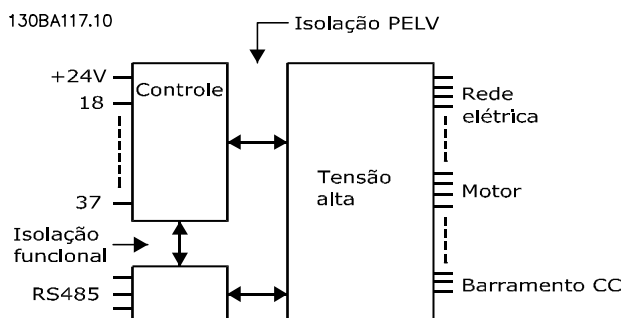 130BA117.10
Isolação PELV
+24V
18
37
Controle
Tensão
alta
Rede
elétrica
Motor
Barramento CC
Isolação
funcional
RS485